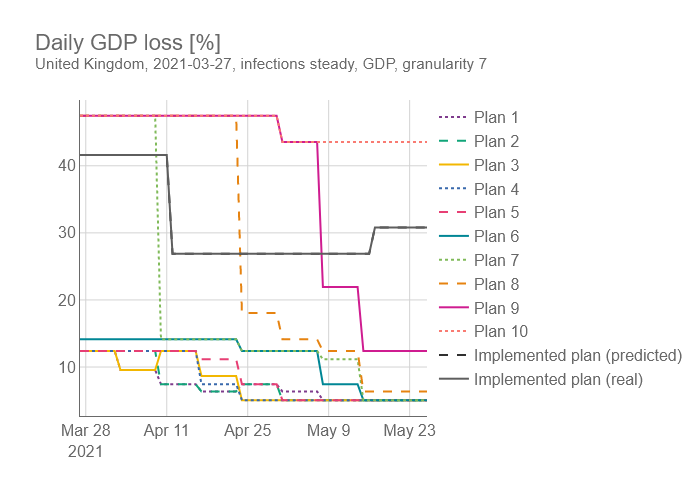 Daily GDP loss [%]
United Kingdom, 2021-03-27, infections steady, GDP, granularity 7
40
30
20
10
Mar 28
2021
Apr 11
Apr 25
May 9
May 23
Plan 1
Plan 2
Plan 3
Plan 4
Plan 5
Plan 6
Plan 7
Plan 8
Plan 9
Plan 10
Implemented plan (predicted)
Implemented plan (real)